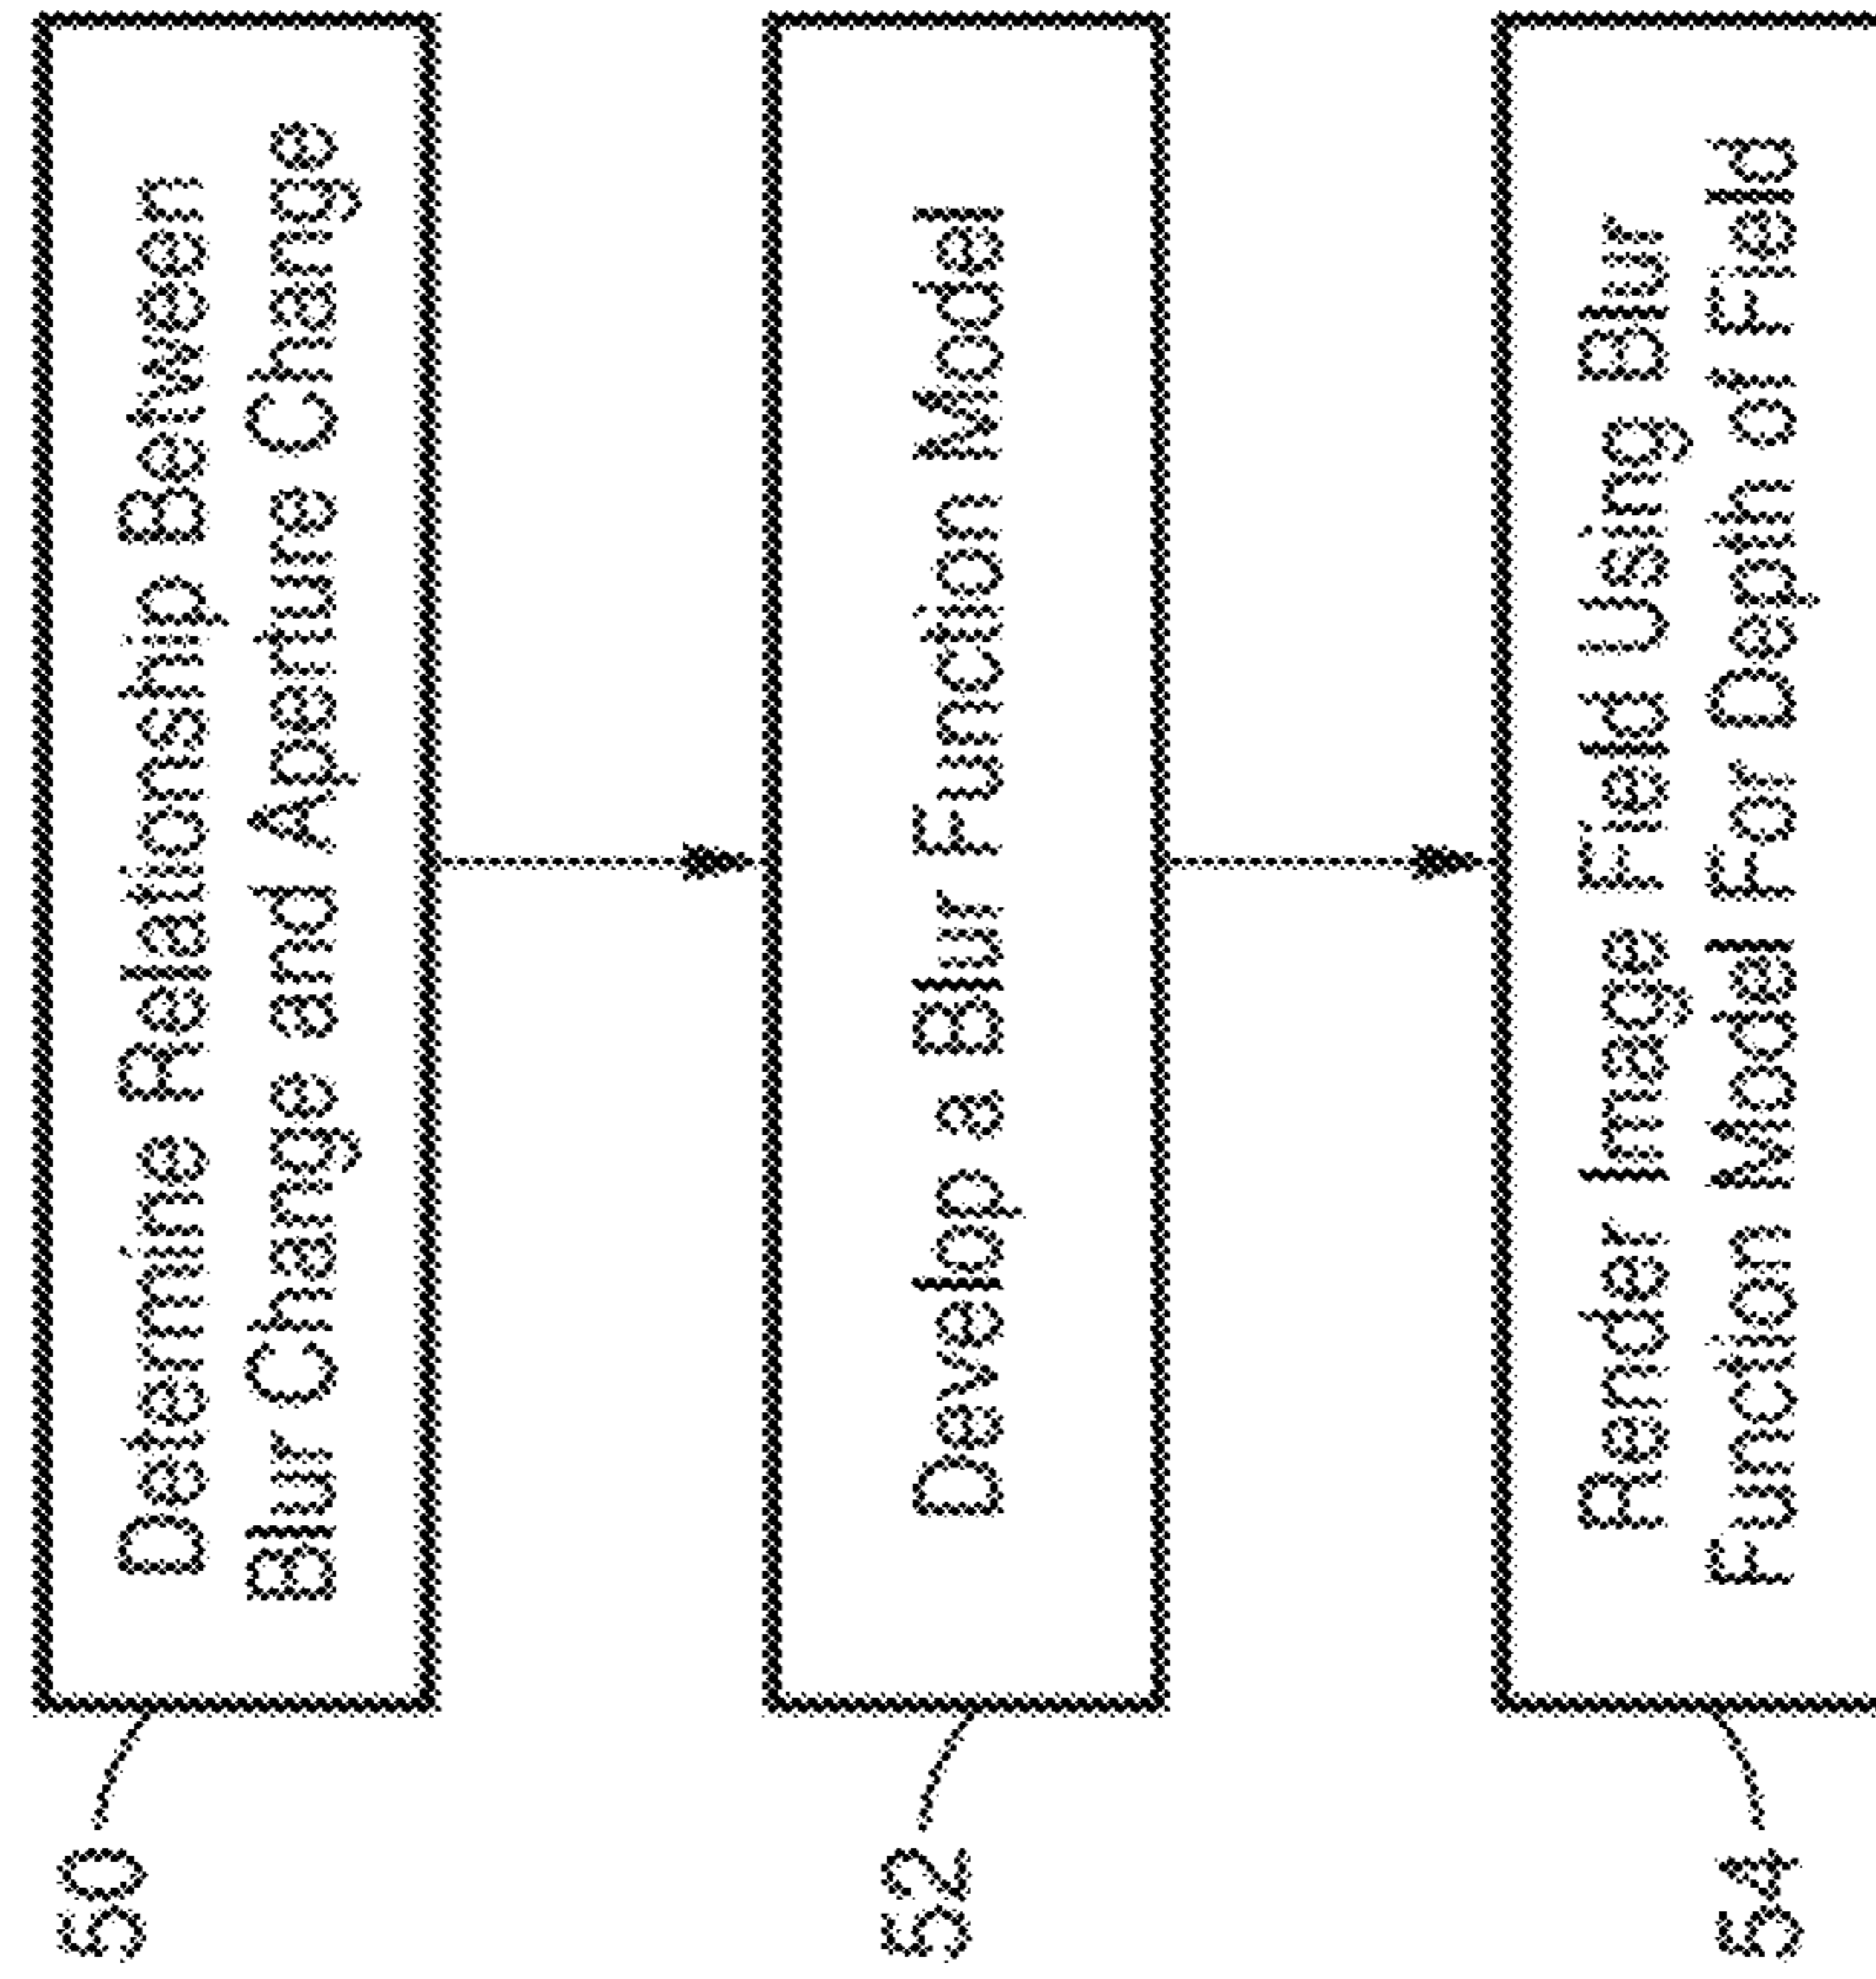 50
Determine Relationship Between
Blur Change and Aperture Change
52
Develop a Blur Function Model
54
Render Image Field Using Blur
Function Model For Depth of Field